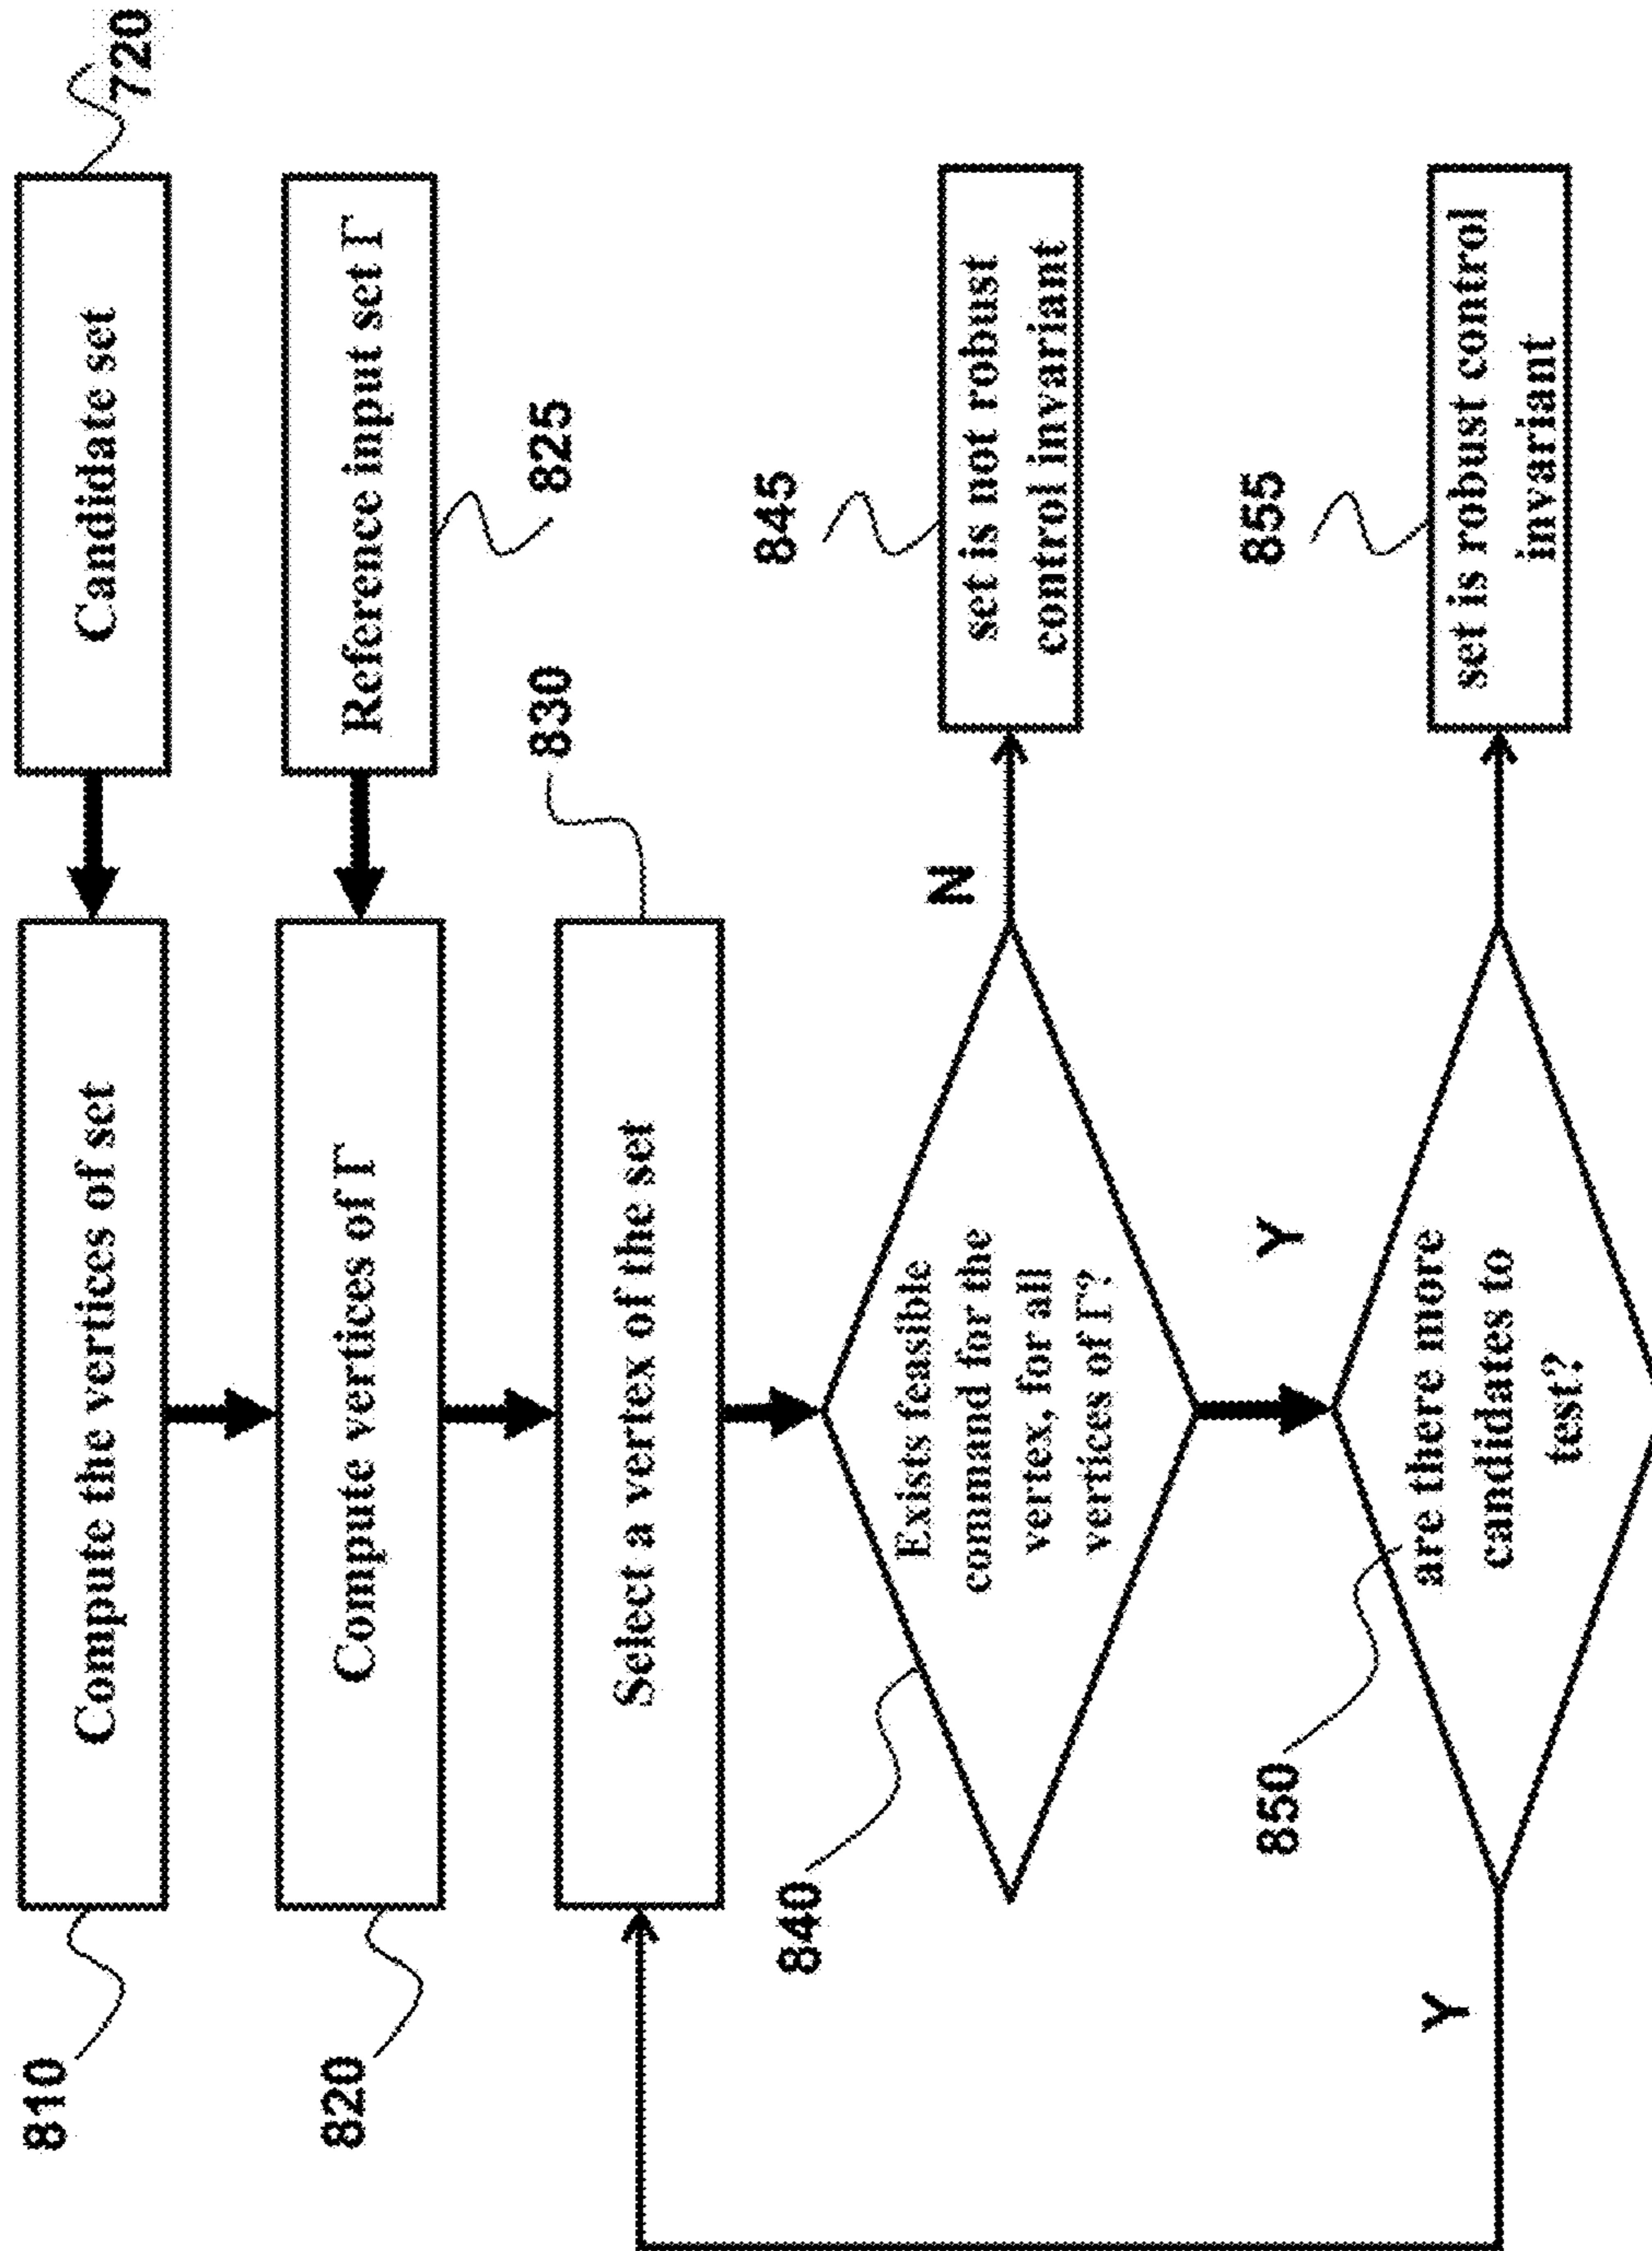 720
Candidate set
810
Compute the vertices of set
Reference input set Γ
825
820
Compute vertices of Γ
830
Select a vertex of the set
840
Exists feasible
command for the
vertex, for all
vertices of Γ?
N
845
set is not robust
control invariant
Y
850
are there more
candidates to
test?
Y
855
set is robust control
invariant